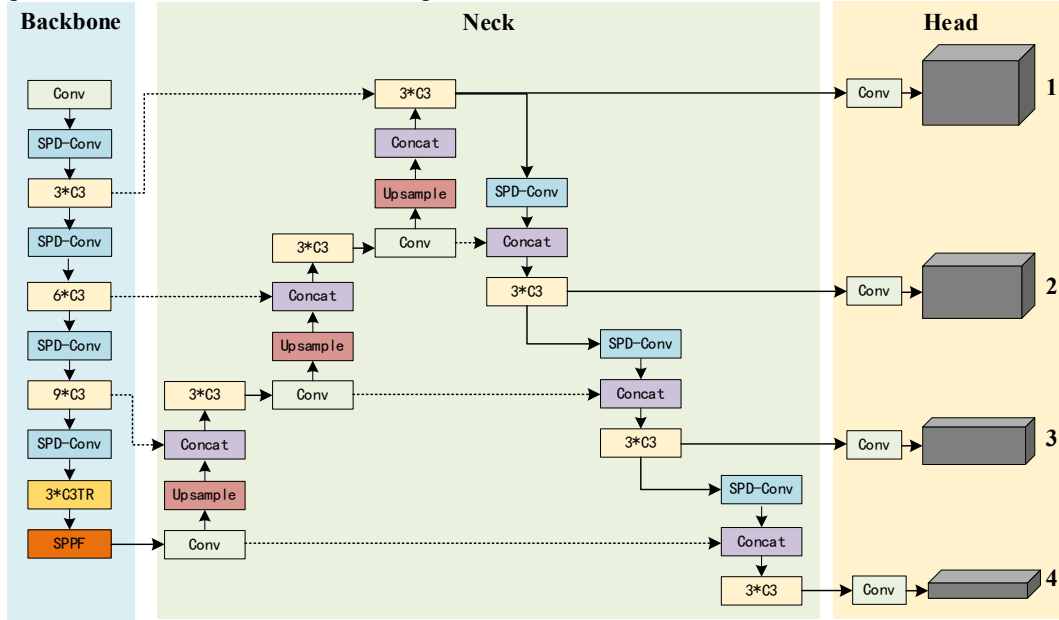 Backbone
Neck
Head
Conv
SPD-Conv
3*C3
SPD-Conv
6*C3
SPD-Conv
9*C3
SPD-Conv
3*C3TR
SPPF
Conv
Upsample
Concat
3*C3
Conv
Upsample
Concat
3*C3
Conv
Upsample
Concat
3*C3
SPD-Conv
Concat
3*C3
SPD-Conv
Concat
3*C3
SPD-Conv
Concat
3*C3
Conv
1
Conv
2
Conv
3
Conv
4